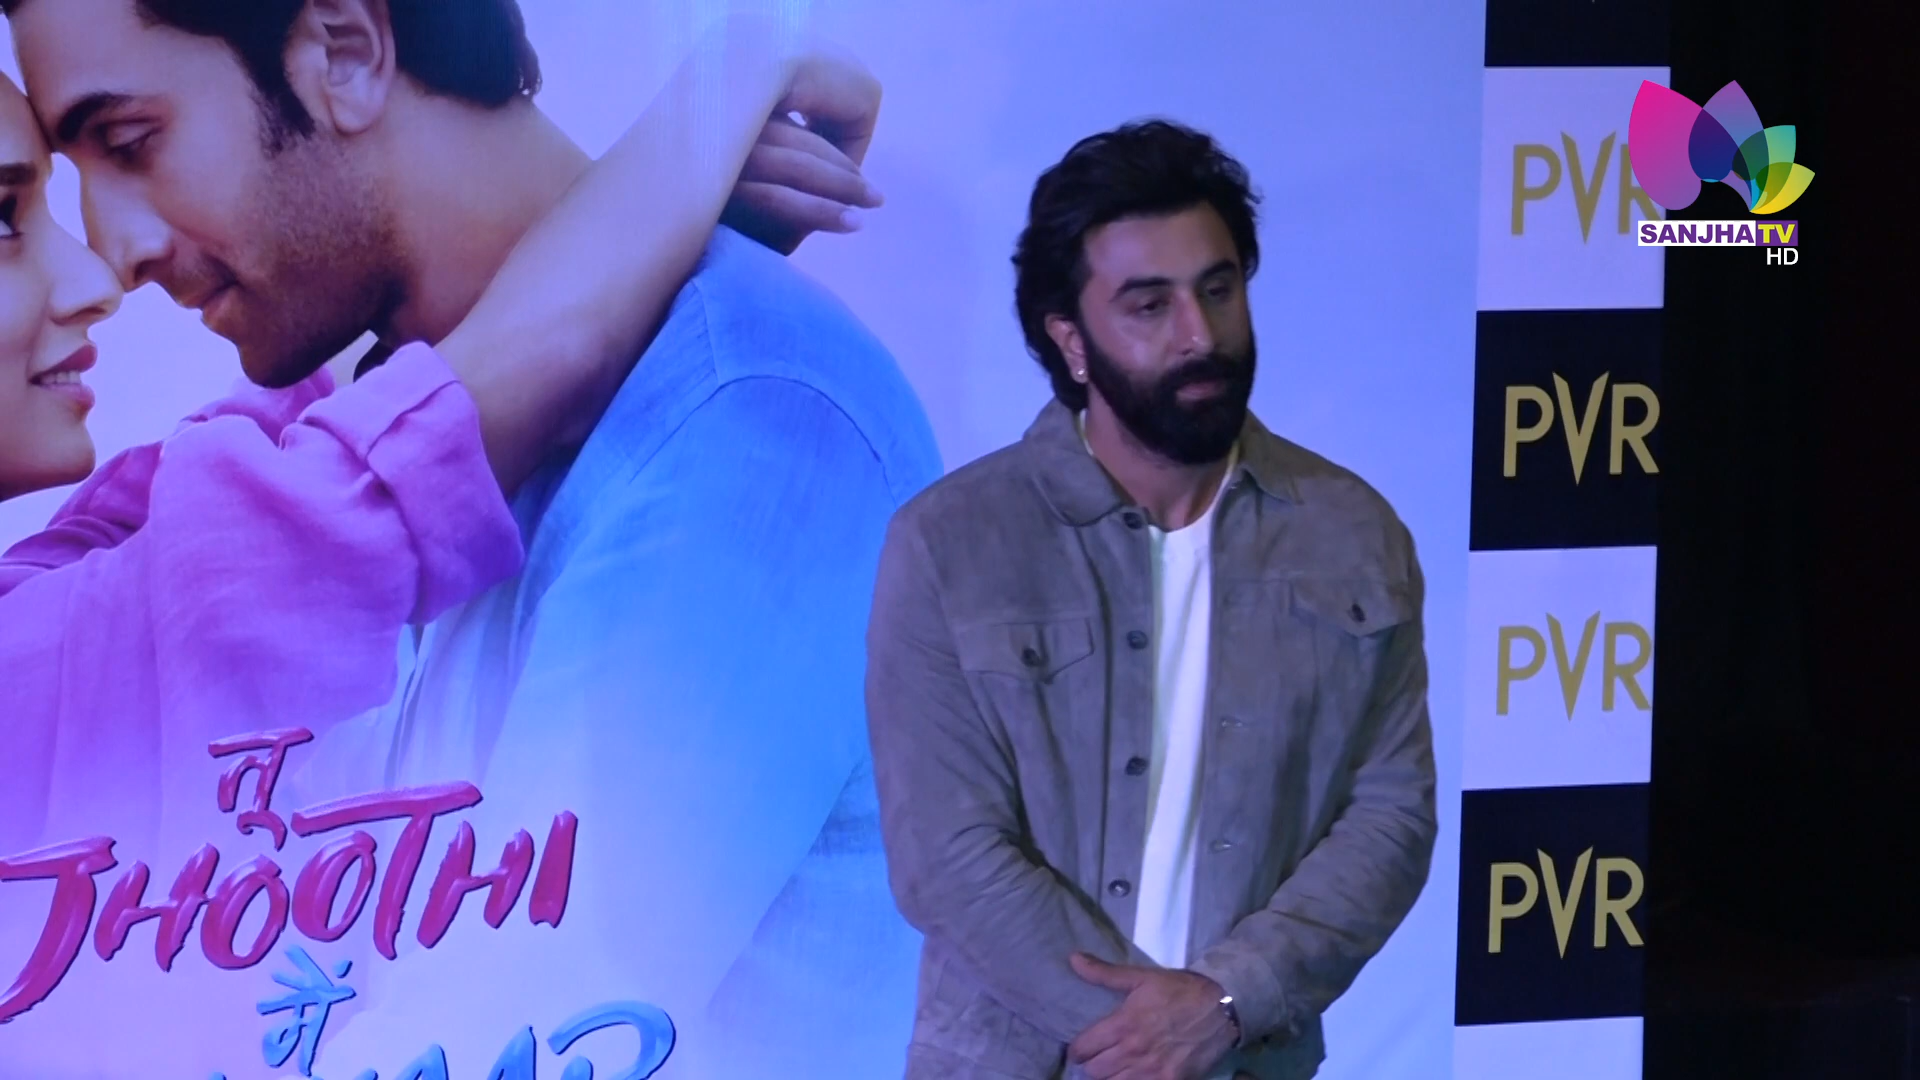 तू
JHOOTHI
में
PVR
SANJHA TV
HD
PVR
PVR
PVR